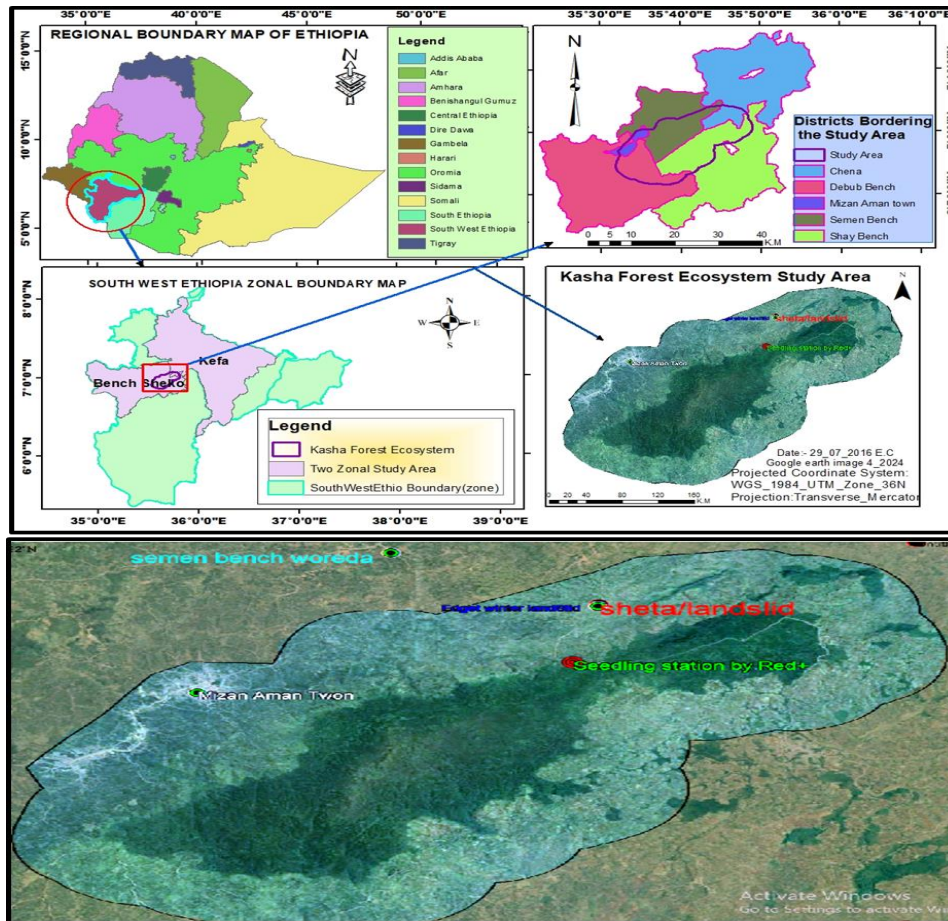 35°0'0"E
40°0'0"E
50°0'0"E
REGIONAL BOUNDARY MAP OF ETHIOPIA
15°0'0"N
10°0'0"N
5°0'0"N
Legend
Addis Ababa
Afar
Amhara
Benishangul Gumuz
Central Ethiopia
Dire Dawa
Gambela
Harari
Oromia
Sidama
Somali
South Ethiopia
South West Ethiopia
Tigray
35°30'0"E
35°40'0"E
35°50'0"E
36°0'0"E
36°10'0"E
N
Districts Bordering
the Study Area
Study Area
Chena
Debub Bench
Mizan Aman town
Semen Bench
Shay Bench
0 5 10 20 30 40
K.M
SOUTH WEST ETHIOPIA ZONAL BOUNDARY MAP
8°0'0"N
7°0'0"N
6°0'0"N
N
W
E
S
Kefa
Bench Sheko
Legend
Kasha Forest Ecosystem
Two Zonal Study Area
SouthWestEthio Boundary(zone)
35°0'0"E
36°0'0"E
37°0'0"E
38°0'0"E
39°0'0"E
Kasha Forest Ecosystem Study Area
N
sheta/landslid
Seedling station by Red+
Mizan Aman Twon
Date:- 29_07_2016 E.C
Google earth image 4_2024
Projected Coordinate System:
WGS_1984_UTM_Zone_36N
Projection:Transverse_Mercator
0 20 40 80 120 160
K.M
semen bench woreda
sheta/landslid
Seedling station by Red+
Mizan Aman Twon
Activate Windows
Go to Settings to activate Win